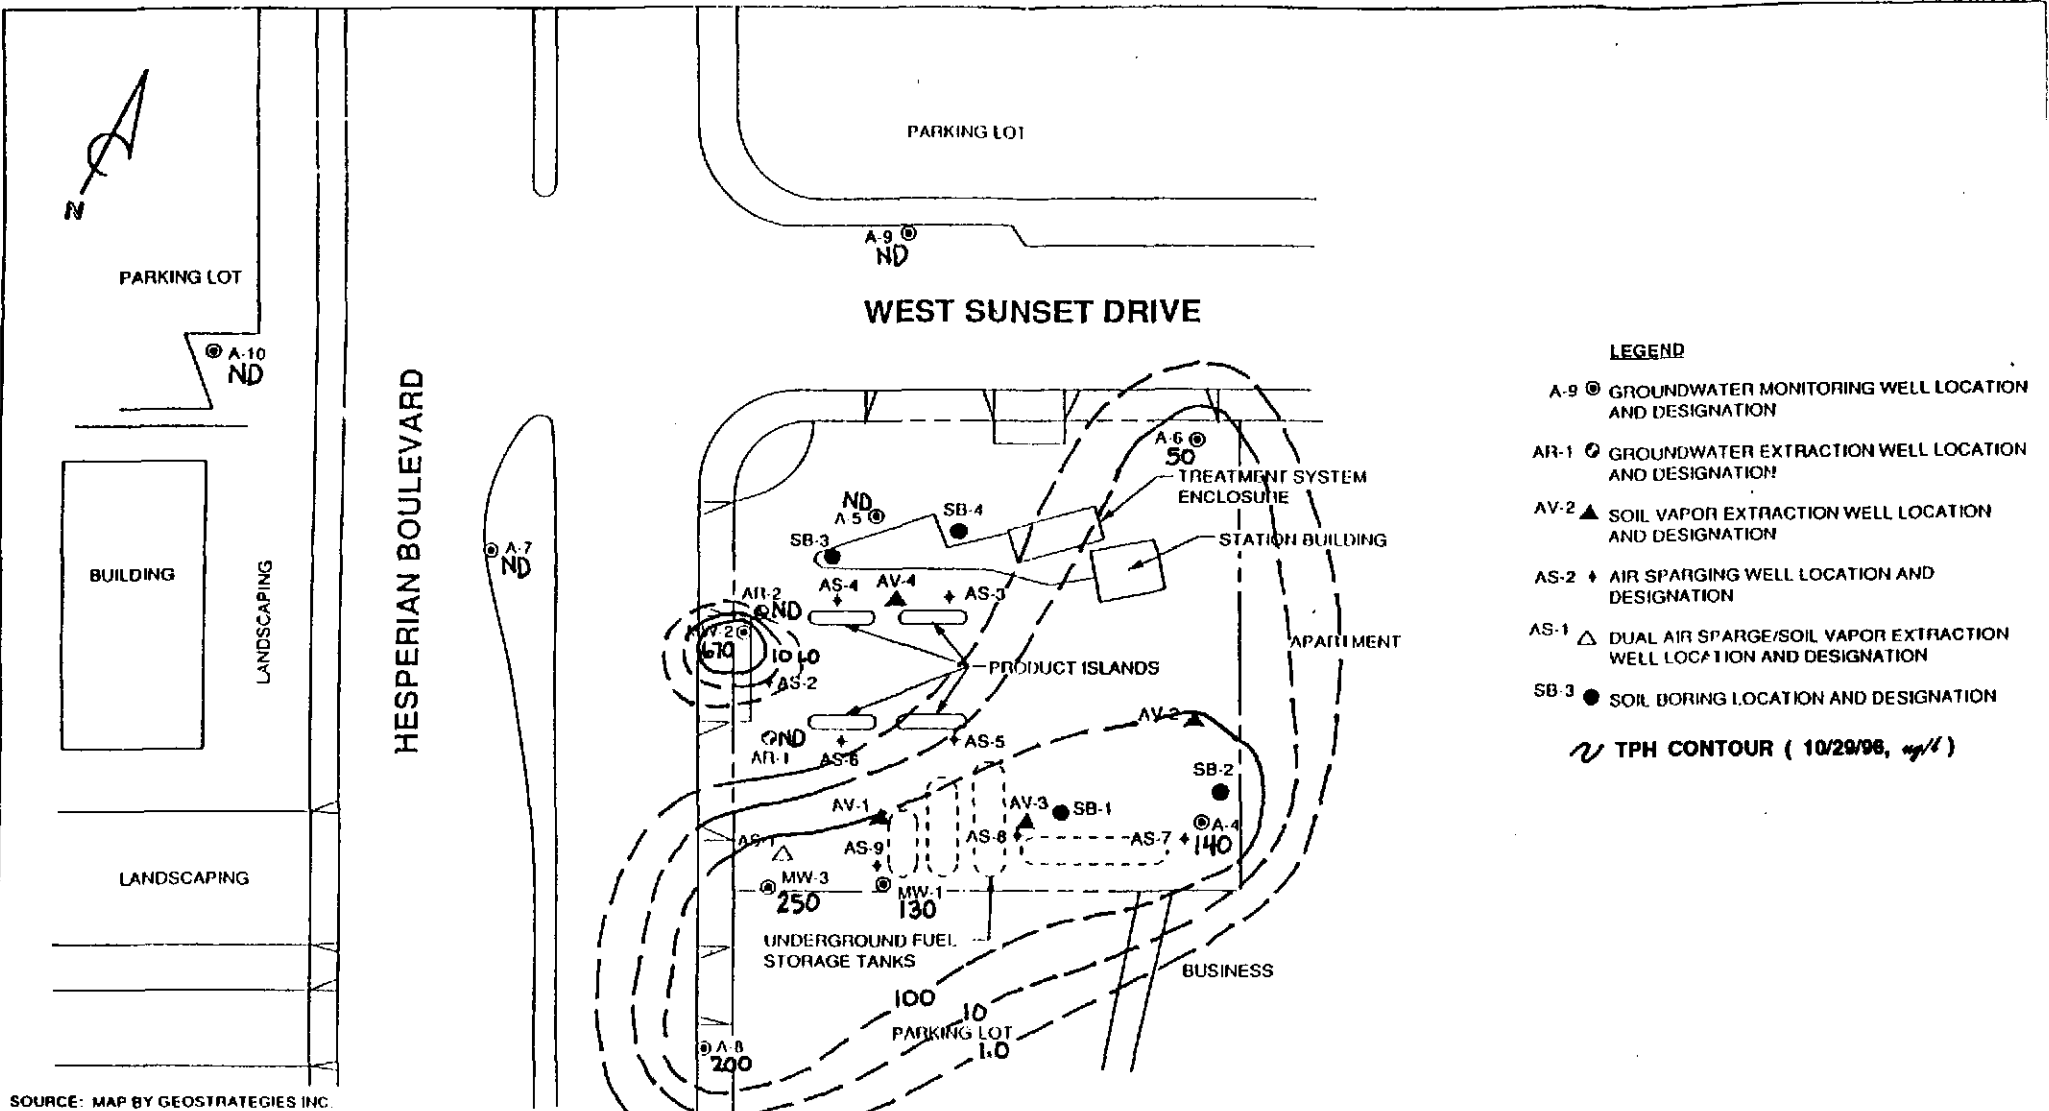 PARKING LOT
N
A-9
ND
PARKING LOT
WEST SUNSET DRIVE
A-10
ND
HESPERIAN BOULEVARD
LEGEND
A-9 GROUNDWATER MONITORING WELL LOCATION
AND DESIGNATION
AR-1 GROUNDWATER EXTRACTION WELL LOCATION
AND DESIGNATION
AV-2 SOIL VAPOR EXTRACTION WELL LOCATION
AND DESIGNATION
AS-2 AIR SPARGING WELL LOCATION AND
DESIGNATION
AS-1 DUAL AIR SPARGE/SOIL VAPOR EXTRACTION
WELL LOCATION AND DESIGNATION
SB-3 SOIL BORING LOCATION AND DESIGNATION
TPH CONTOUR ( 10/29/96, )
A-6
50
TREATMENT SYSTEM
ENCLOSURE
ND
A-5
SB-4
SB-3
STATION BUILDING
A-7
ND
BUILDING
LANDSCAPING
AS-4
AV-4
AS-3
AR-2
ND
MW-2
670
10
AS-2
APARTMENT
PRODUCT ISLANDS
AV-2
ND
AR-1
AS-6
AS-5
SB-2
AV-1
AV-3
SB-1
A-4
140
AS-1
AS-9
AS-8
AS-7
LANDSCAPING
MW-3
250
MW-1
130
UNDERGROUND FUEL
STORAGE TANKS
BUSINESS
100
10
PARKING LOT
1.0
A-8
200
SOURCE: MAP BY GEOSTRATEGIES INC.